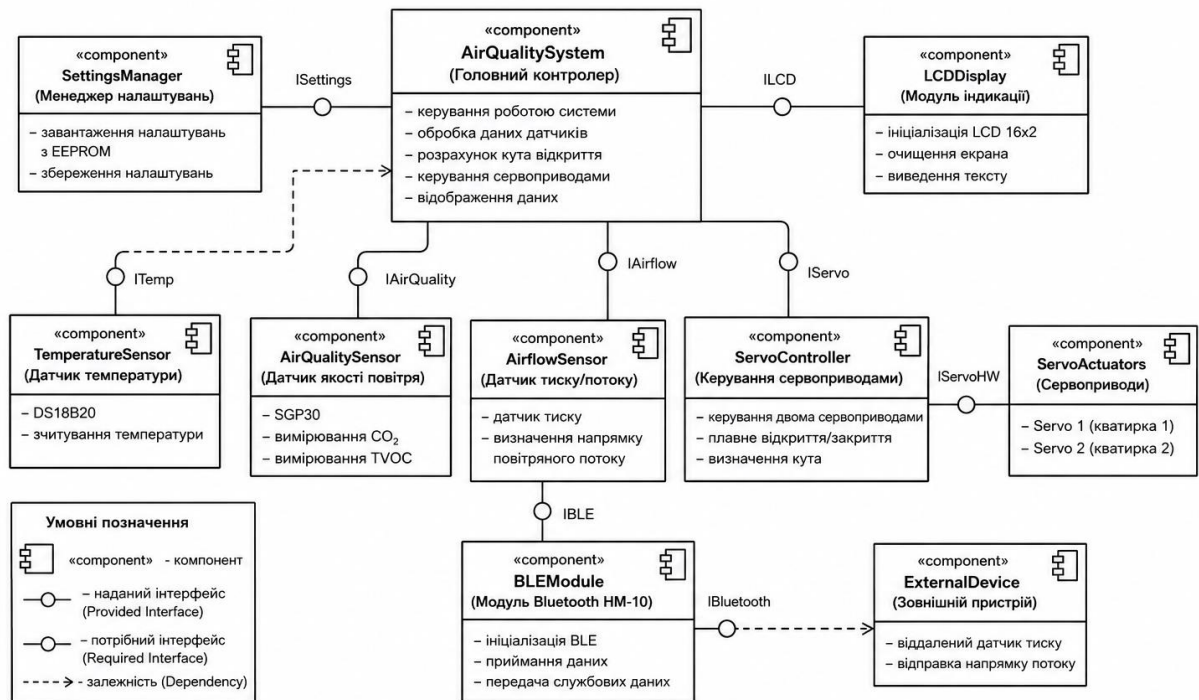 «component»
SettingsManager
(Менеджер налаштувань)
– завантаження налаштувань
з EEPROM
– збереження налаштувань
ISettings
«component»
AirQualitySystem
(Головний контролер)
– керування роботою системи
– обробка даних датчиків
– розрахунок кута відкриття
– керування сервоприводами
– відображення даних
ILCD
«component»
LCDDisplay
(Модуль індикації)
– ініціалізація LCD 16x2
– очищення екрана
– виведення тексту
ITemp
IAirQuality
IAirflow
IServo
«component»
TemperatureSensor
(Датчик температури)
– DS18B20
– зчитування температури
«component»
AirQualitySensor
(Датчик якості повітря)
– SGP30
– вимірювання CO₂
– вимірювання TVOC
«component»
AirflowSensor
(Датчик тиску/потоку)
– датчик тиску
– визначення напрямку
повітряного потоку
«component»
ServoController
(Керування сервоприводами)
– керування двома сервоприводами
– плавне відкриття/закриття
– визначення кута
IServoHW
«component»
ServoActuators
(Сервоприводи)
– Servo 1 (кватирка 1)
– Servo 2 (кватирка 2)
IBLE
«component»
BLEModule
(Модуль Bluetooth HM-10)
– ініціалізація BLE
– приймання даних
– передача службових даних
IBluetooth
«component»
ExternalDevice
(Зовнішній пристрій)
– віддалений датчик тиску
– відправка напрямку потоку
Умовні позначення
«component» - компонент
– наданий інтерфейс
(Provided Interface)
– потрібний інтерфейс
(Required Interface)
- залежність (Dependency)